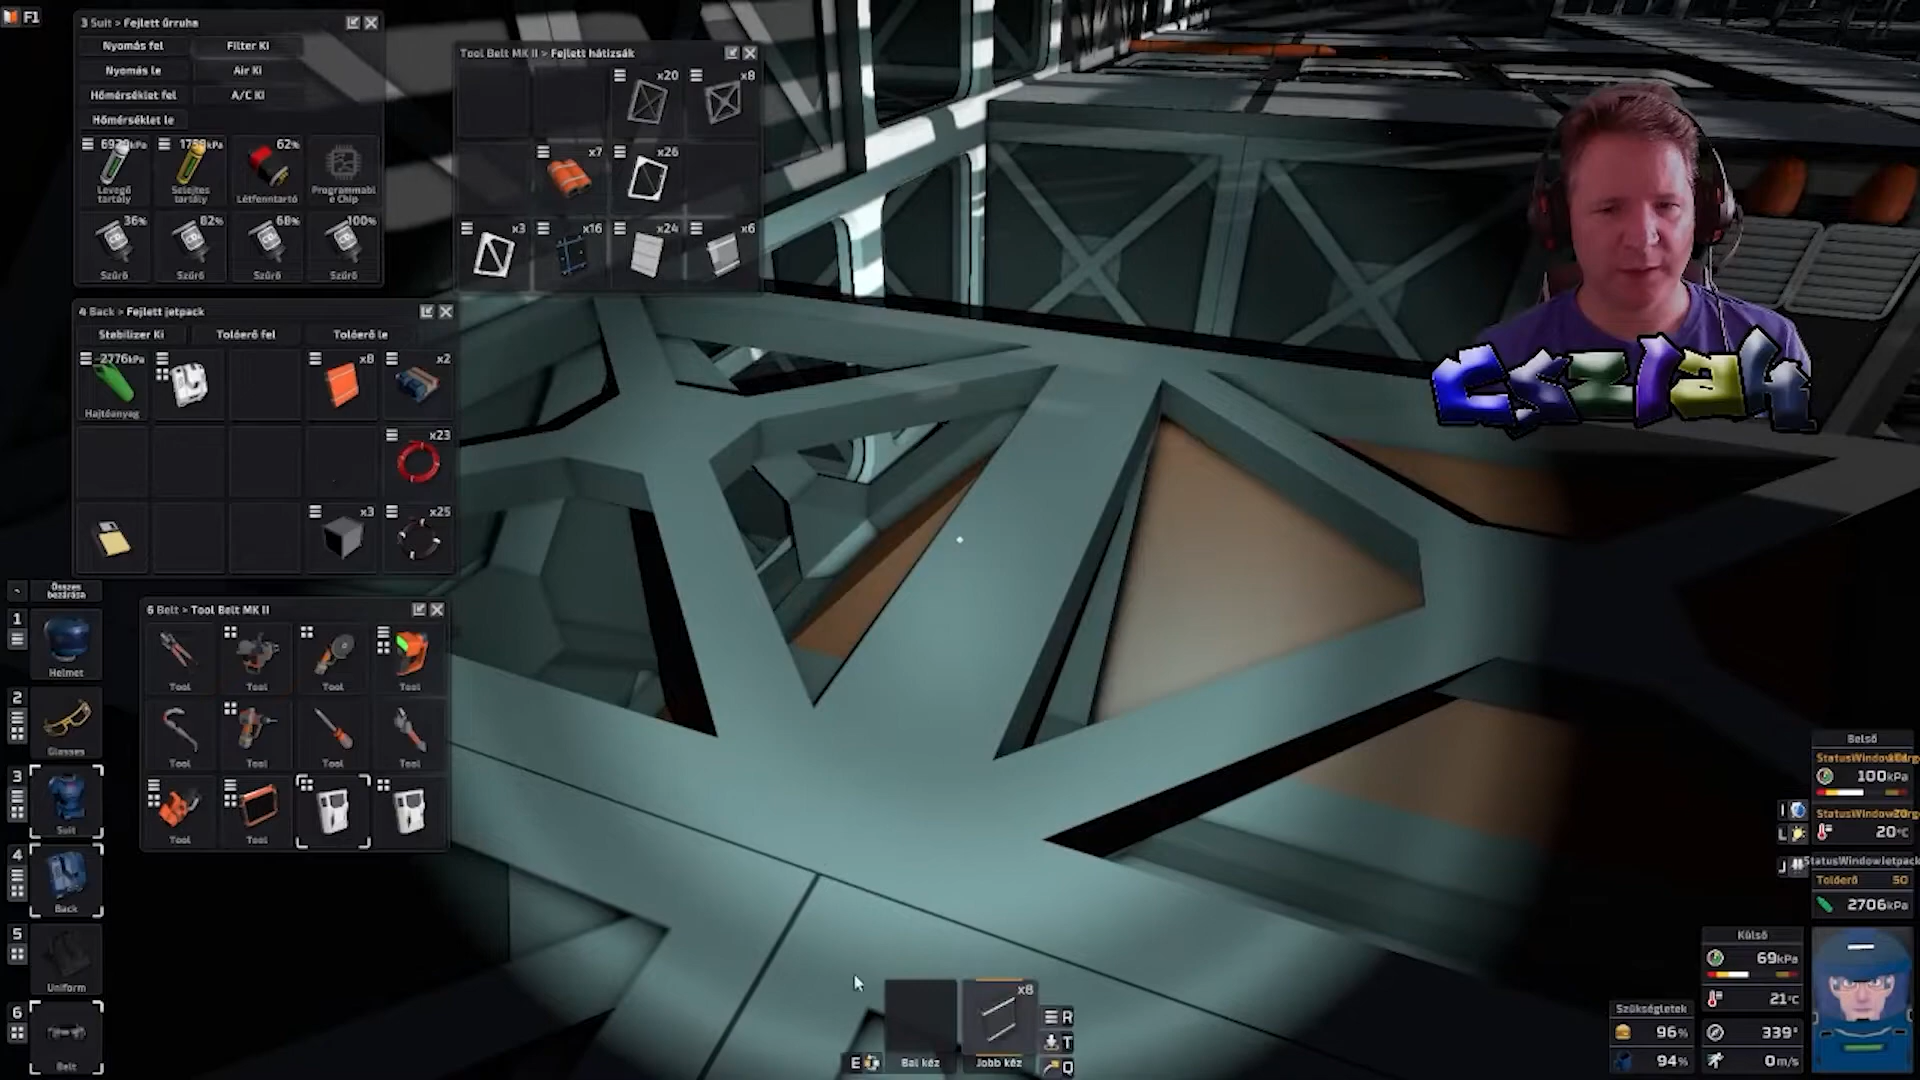 F1
3 Suit > Fejlett űrruha
Nyomás fel
Filter Ki
Nyomás le
Air Ki
Hőmérséklet fel
A/C Ki
Hőmérséklet le
62%
Levegő tartály
Selejtes tartály
Létfenntartó
Programmabl e Chip
36%
82%
68%
100%
Szűrő
Szűrő
Szűrő
Szűrő
Tool Belt MK II > Fejlett hátizsák
x20
x8
x7
x26
x3
x16
x24
x6
4 Back > Fejlett jetpack
Stabilizer Ki
Tolóerő fel
Tolóerő le
2776kPa
x8
x2
Hajtóanyag
x23
x3
x25
Összes bezárása
6 Belt > Tool Belt MK II
Tool
Tool
Tool
Tool
Tool
Tool
Tool
Tool
Tool
Tool
1
Helmet
2
Glasses
3
Suit
4
Back
5
Uniform
6
Belt
cszlak
x8
R
T
Q
E
Bal kéz
Jobb kéz
Belső
100kPa
I
L
20°C
J
StatusWindowJetpack
Tolóerő 50
2706kPa
Külső
69kPa
21°C
339°
0m/s
Szükségletek
96%
94%